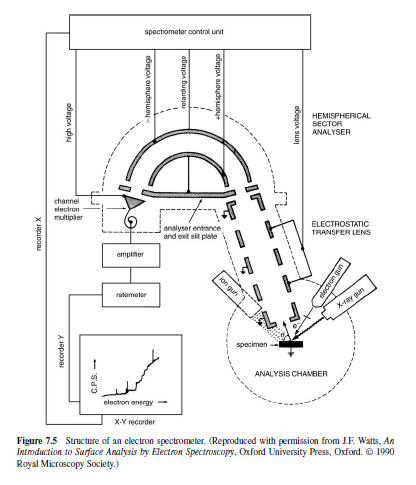 spectrometer control unit
high voltage
− hemisphere voltage
retarding voltage
+hemisphere voltage
lens voltage
HEMISPHERICAL
SECTOR
ANALYSER
channel
electron
multiplier
analyser entrance
and exit slit plate
ELECTROSTATIC
TRANSFER LENS
recorder X
amplifier
ratemeter
ion gun
electron gun
X-ray gun
e
θ
specimen
ANALYSIS CHAMBER
recorder Y
C.P.S.
electron energy
X-Y recorder
Figure 7.5 Structure of an electron spectrometer. (Reproduced with permission from J.F. Watts, An
Introduction to Surface Analysis by Electron Spectroscopy, Oxford University Press, Oxford. © 1990
Royal Microscopy Society.)